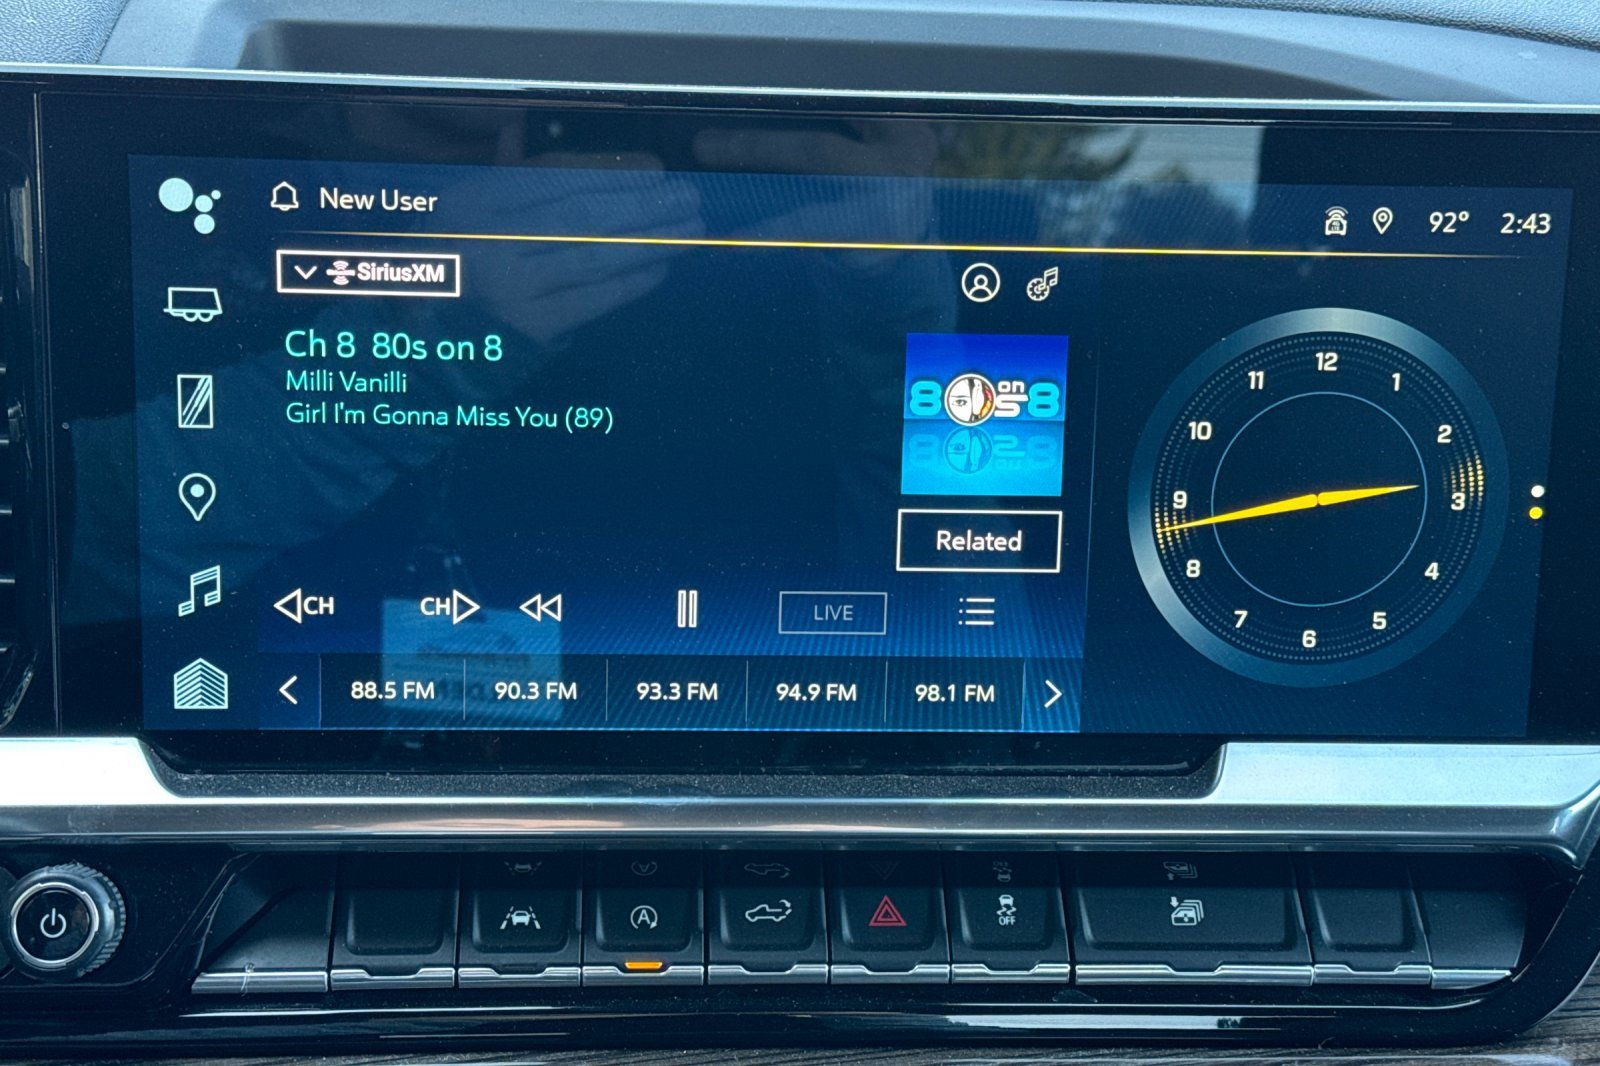 New User
92° 2:43
SiriusXM
Ch 8 80s on 8
Milli Vanilli
Girl I'm Gonna Miss You (89)
80s on 8
Related
CH CH LIVE
88.5 FM 90.3 FM 93.3 FM 94.9 FM 98.1 FM
12
1
2
3
4
5
6
7
8
9
10
11
A
OFF